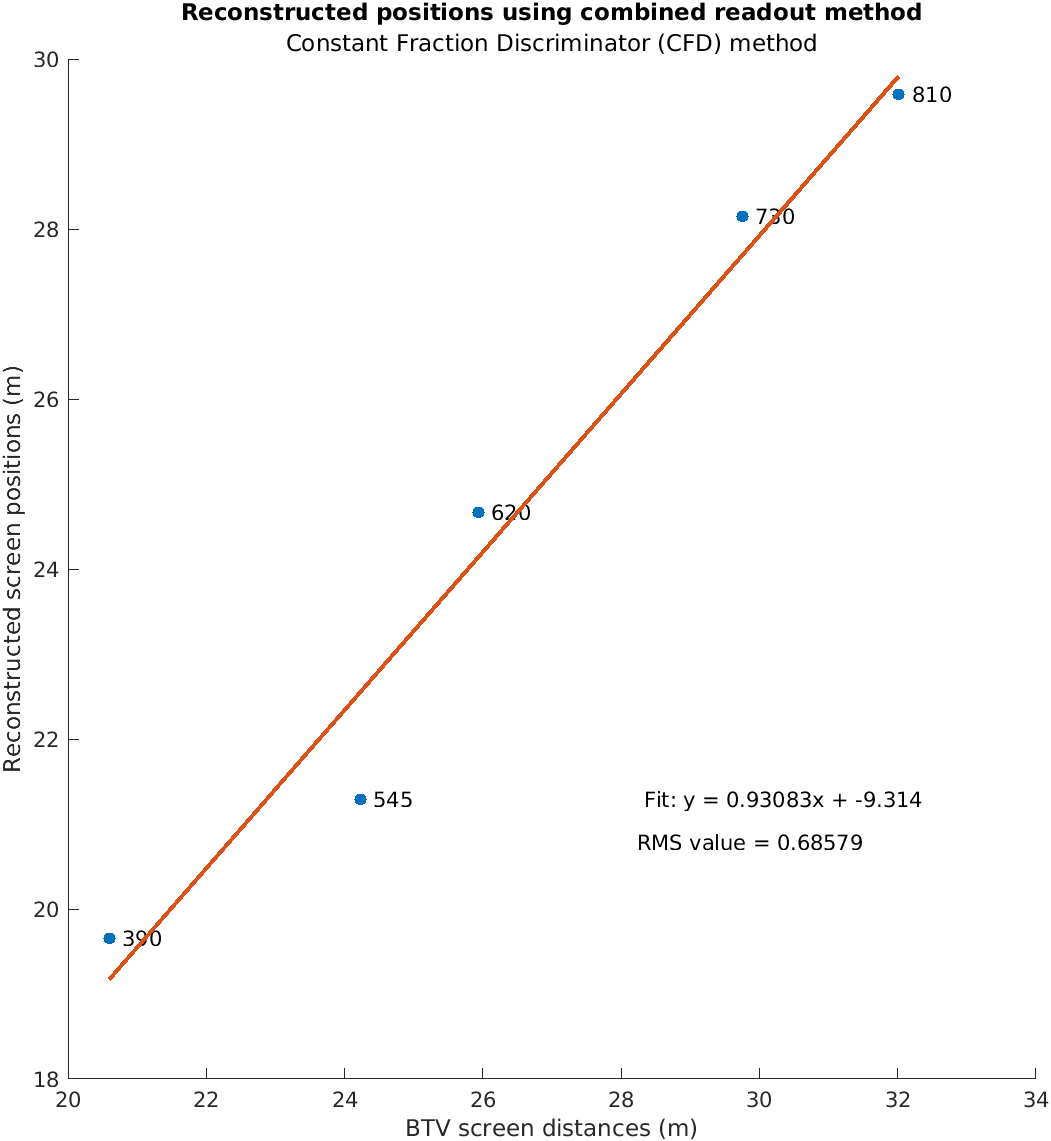 Reconstructed positions using combined readout method
Constant Fraction Discriminator (CFD) method
30
28
26
24
22
20
18
Reconstructed screen positions (m)
810
730
620
545
390
Fit: y = 0.93083x + -9.314
RMS value = 0.68579
20 22 24 26 28 30 32 34
BTV screen distances (m)